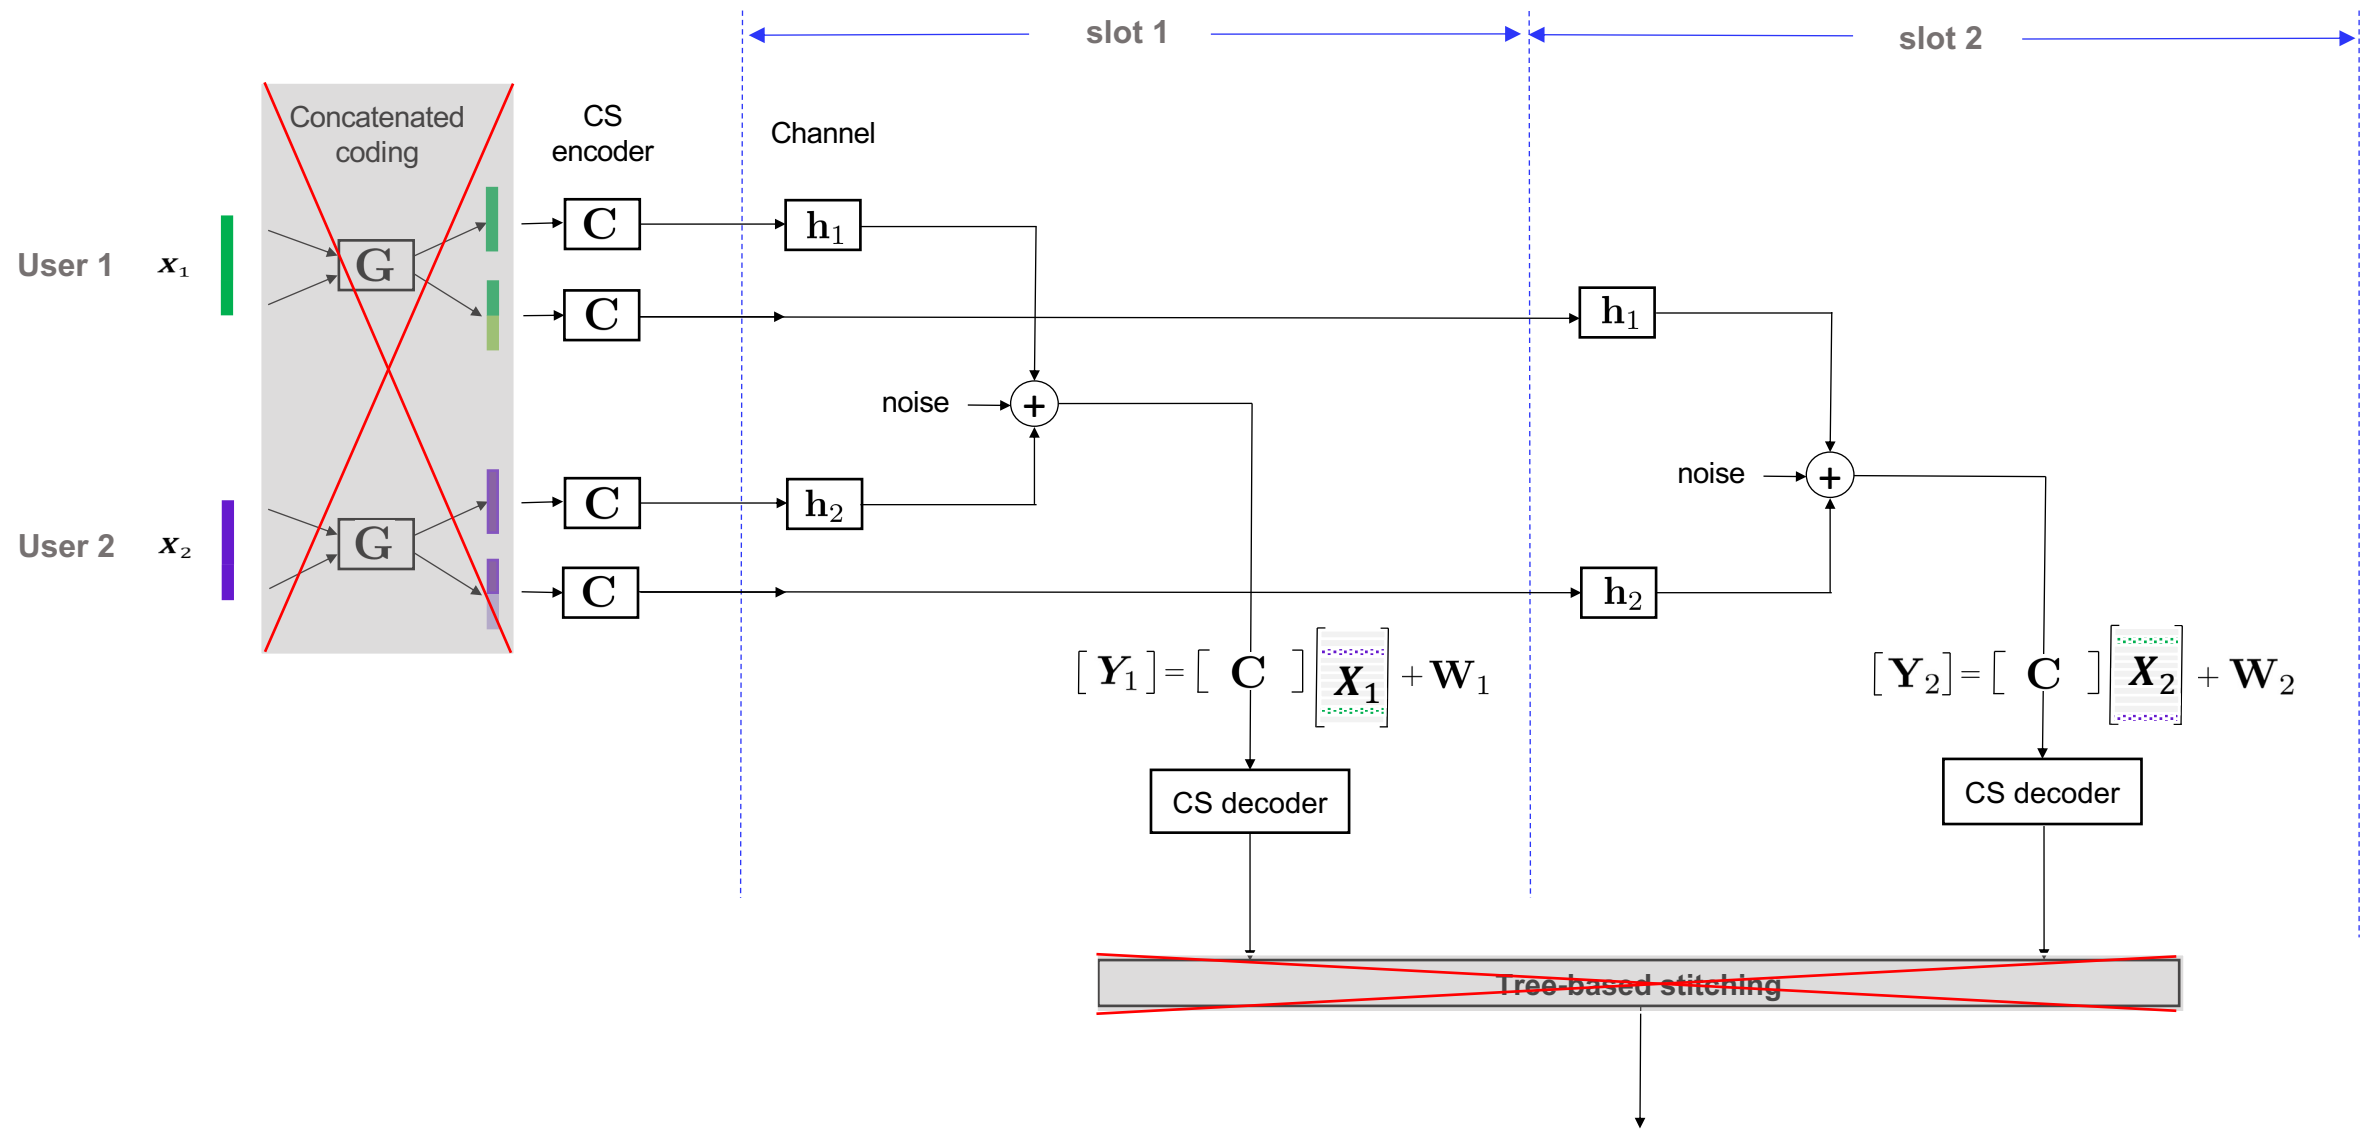 slot 1
slot 2
Concatenated
coding
CS
encoder
Channel
User 1
x₁
G
C
h₁
C
h₁
noise
+
noise
+
User 2
x₂
G
C
h₂
C
h₂
[ Y₁ ] = [ C ] [ X₁ ] + W₁
[ Y₂ ] = [ C ] [ X₂ ] + W₂
CS decoder
CS decoder
Tree-based stitching